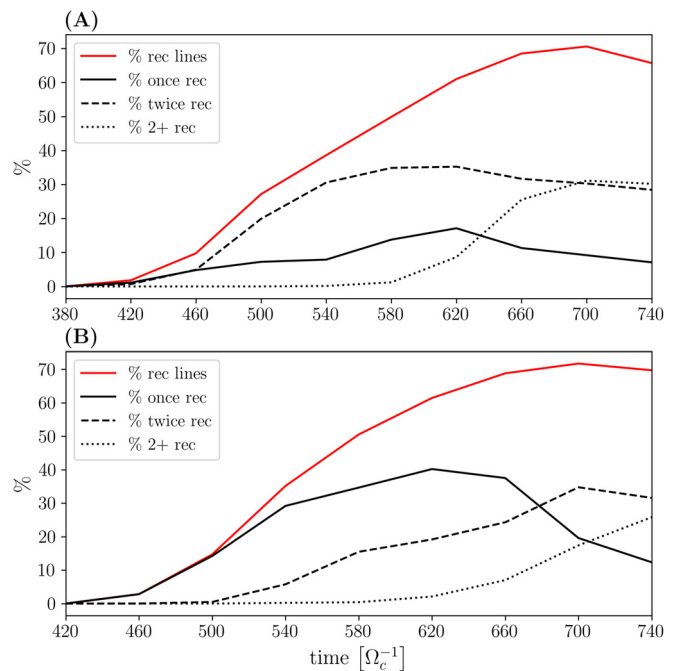 (A)
70
60
50
40
30
20
10
0
%
% rec lines
% once rec
% twice rec
% 2+ rec
380 420 460 500 540 580 620 660 700 740
(B)
70
60
50
40
30
20
10
0
%
% rec lines
% once rec
% twice rec
% 2+ rec
420 460 500 540 580 620 660 700 740
time [Ω_c^{-1}]